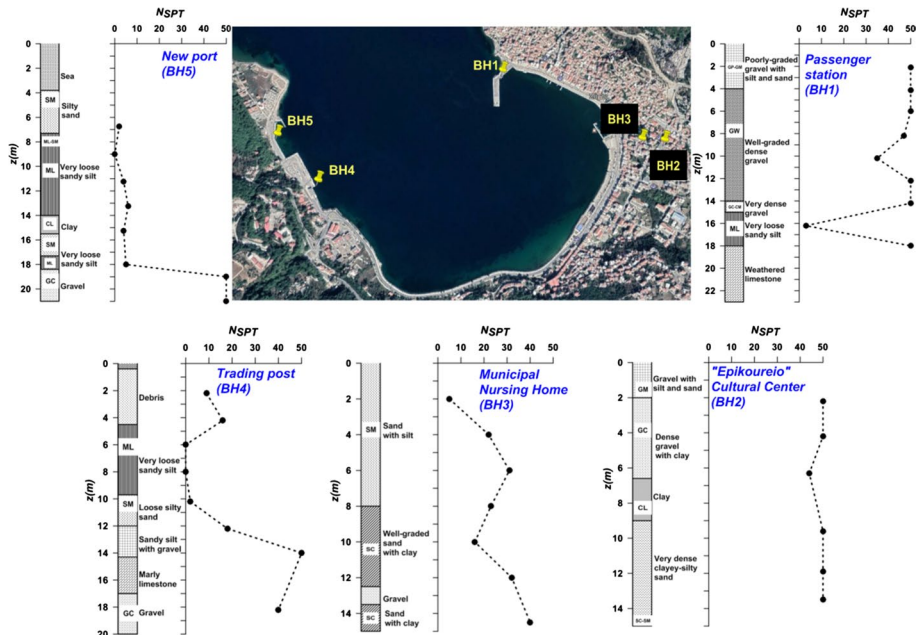 N_SPT
0 10 20 30 40 50
New port
(BH5)
z(m)
0
2
4
6
8
10
12
14
16
18
20
Sea
SM
Silty
sand
ML-SM
ML
Very loose
sandy silt
CL
Clay
SM
Very loose
sandy silt
ML
GC
Gravel
BH1
BH3
BH5
BH2
BH4
N_SPT
0 10 20 30 40 50
Passenger
station
(BH1)
z(m)
0
2
4
6
8
10
12
14
16
18
20
22
GP-GM
Poorly-graded
gravel with
silt and sand
GW
Well-graded
dense
gravel
GC-CM
Very dense
gravel
ML
Very loose
sandy silt
Weathered
limestone
N_SPT
0 10 20 30 40 50
Trading post
(BH4)
z(m)
0
2
4
6
8
10
12
14
16
18
20
Debris
ML
Very loose
sandy silt
SM
Loose silty
sand
Sandy silt
with gravel
Marly
limestone
GC
Gravel
N_SPT
0 10 20 30 40 50
Municipal
Nursing Home
(BH3)
z(m)
0
2
4
6
8
10
12
14
SM
Sand
with silt
Well-graded
sand
with clay
SC
Gravel
SC
Sand
with clay
N_SPT
0 10 20 30 40 50
"Epikoureio"
Cultural Center
(BH2)
z(m)
0
2
4
6
8
10
12
14
Gravel with
silt and sand
GM
GC
Dense
gravel
with clay
Clay
CL
Very dense
clayey-silty
sand
SC-SM